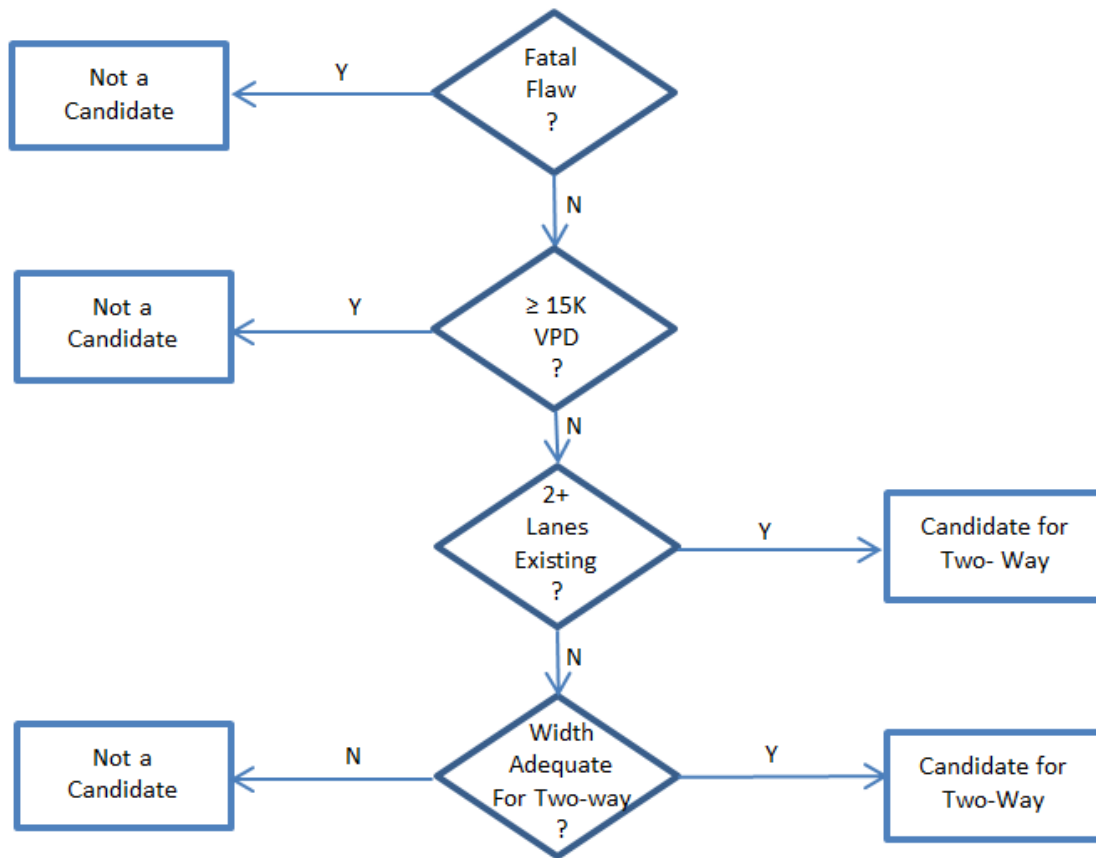 Fatal
Flaw
?
Y
Not a
Candidate
N
≥ 15K
VPD
?
Y
Not a
Candidate
N
2+
Lanes
Existing
?
Y
Candidate for
Two- Way
N
Width
Adequate
For Two-way
?
N
Not a
Candidate
Y
Candidate for
Two-Way